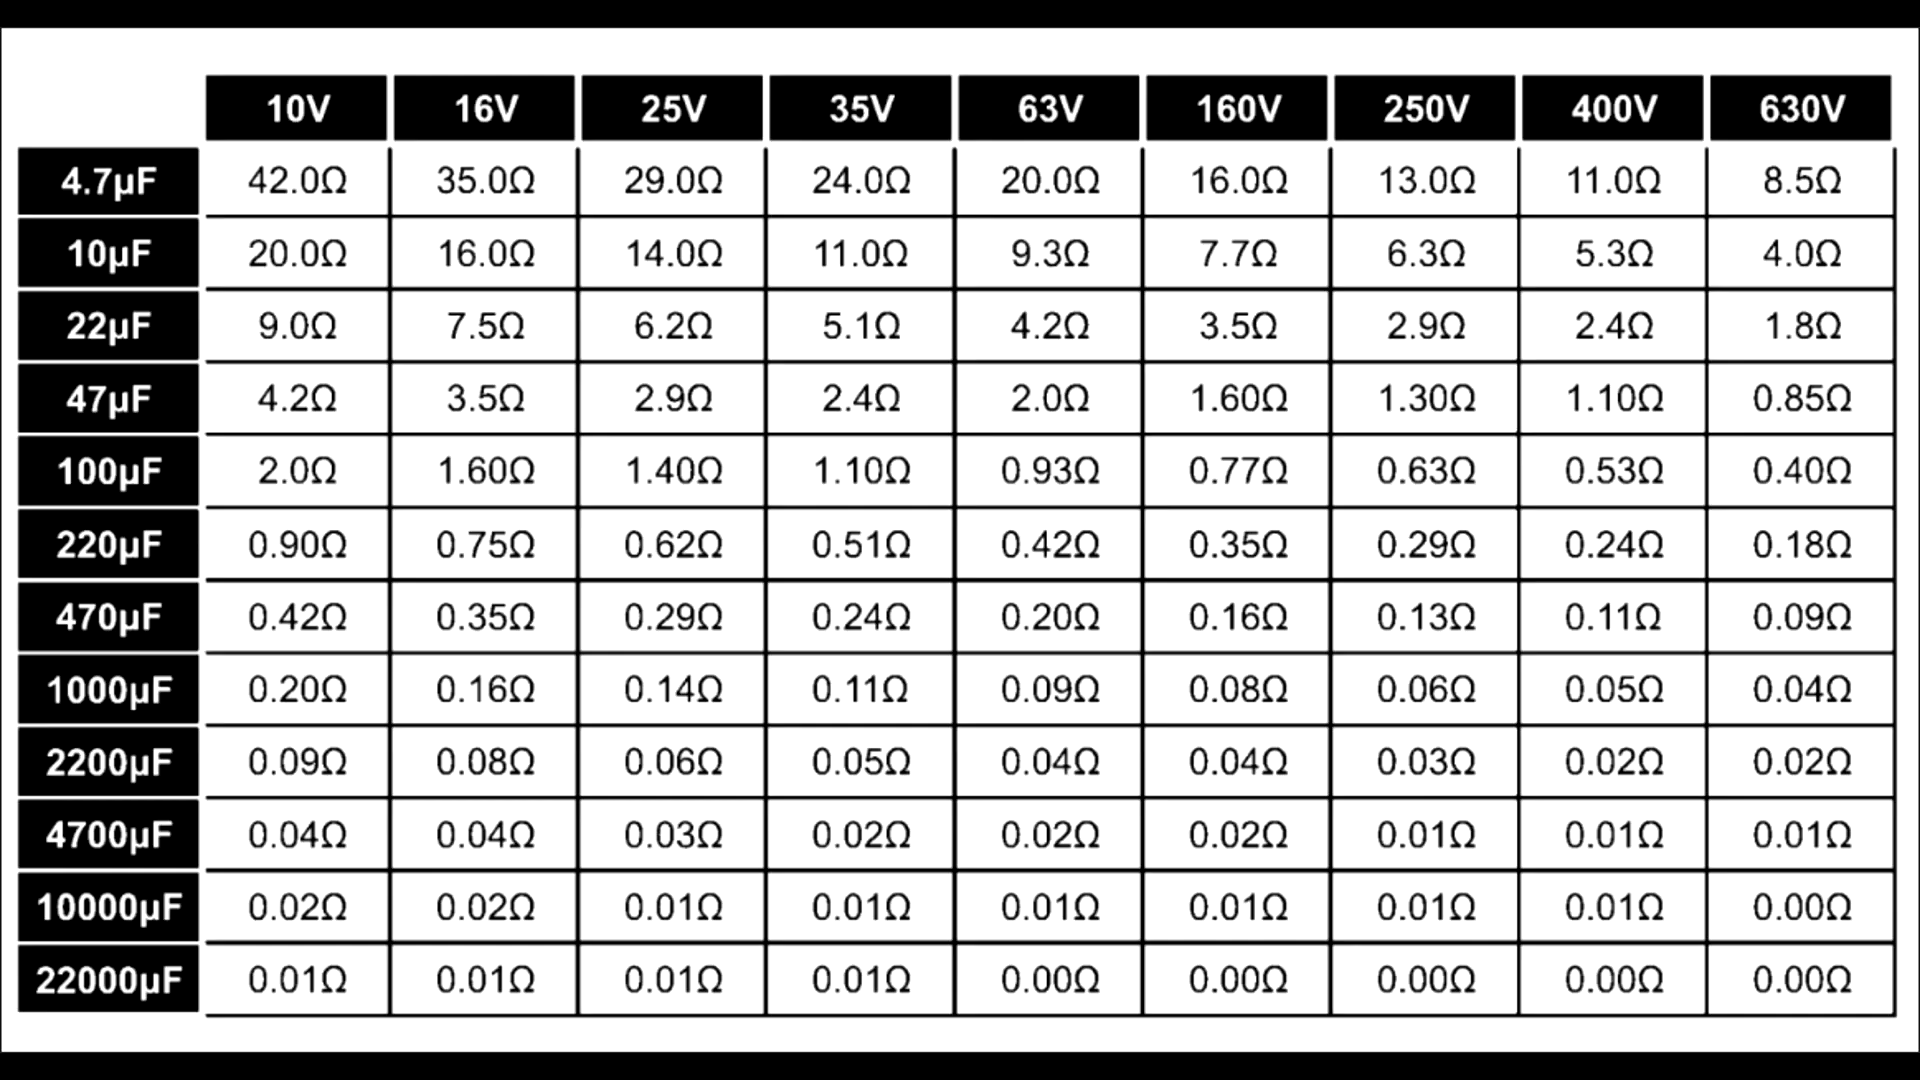 10V 16V 25V 35V 63V 160V 250V 400V 630V
4.7µF 42.0Ω 35.0Ω 29.0Ω 24.0Ω 20.0Ω 16.0Ω 13.0Ω 11.0Ω 8.5Ω
10µF 20.0Ω 16.0Ω 14.0Ω 11.0Ω 9.3Ω 7.7Ω 6.3Ω 5.3Ω 4.0Ω
22µF 9.0Ω 7.5Ω 6.2Ω 5.1Ω 4.2Ω 3.5Ω 2.9Ω 2.4Ω 1.8Ω
47µF 4.2Ω 3.5Ω 2.9Ω 2.4Ω 2.0Ω 1.60Ω 1.30Ω 1.10Ω 0.85Ω
100µF 2.0Ω 1.60Ω 1.40Ω 1.10Ω 0.93Ω 0.77Ω 0.63Ω 0.53Ω 0.40Ω
220µF 0.90Ω 0.75Ω 0.62Ω 0.51Ω 0.42Ω 0.35Ω 0.29Ω 0.24Ω 0.18Ω
470µF 0.42Ω 0.35Ω 0.29Ω 0.24Ω 0.20Ω 0.16Ω 0.13Ω 0.11Ω 0.09Ω
1000µF 0.20Ω 0.16Ω 0.14Ω 0.11Ω 0.09Ω 0.08Ω 0.06Ω 0.05Ω 0.04Ω
2200µF 0.09Ω 0.08Ω 0.06Ω 0.05Ω 0.04Ω 0.04Ω 0.03Ω 0.02Ω 0.02Ω
4700µF 0.04Ω 0.04Ω 0.03Ω 0.02Ω 0.02Ω 0.02Ω 0.01Ω 0.01Ω 0.01Ω
10000µF 0.02Ω 0.02Ω 0.01Ω 0.01Ω 0.01Ω 0.01Ω 0.01Ω 0.01Ω 0.00Ω
22000µF 0.01Ω 0.01Ω 0.01Ω 0.01Ω 0.00Ω 0.00Ω 0.00Ω 0.00Ω 0.00Ω